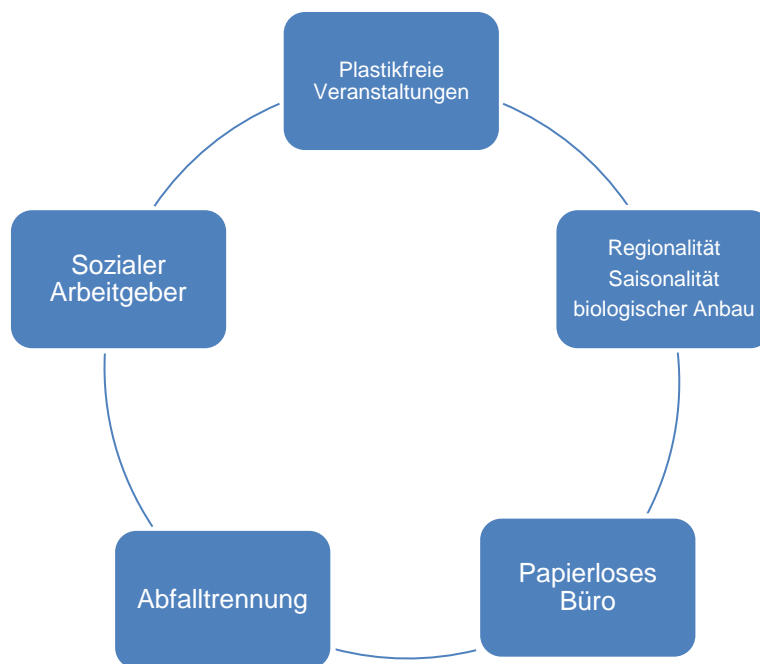 Plastikfreie
Veranstaltungen
Regionalität
Saisonalität
biologischer Anbau
Papierloses
Büro
Abfalltrennung
Sozialer
Arbeitgeber